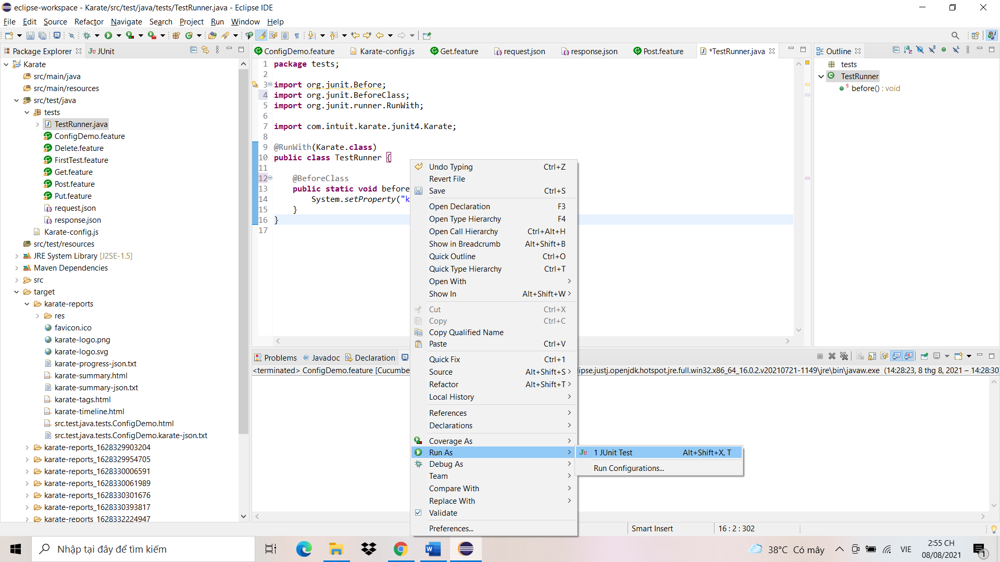 eclipse-workspace - Karate/src/test/java/tests/TestRunner.java - Eclipse IDE
File Edit Source Refactor Navigate Search Project Run Window Help
Package Explorer JUnit
Karate
src/main/java
src/main/resources
src/test/java
tests
TestRunner.java
ConfigDemo.feature
Delete.feature
FirstTest.feature
Get.feature
Post.feature
Put.feature
request.json
response.json
Karate-config.js
src/test/resources
JRE System Library [J2SE-1.5]
Maven Dependencies
src
target
karate-reports
res
favicon.ico
karate-logo.png
karate-logo.svg
karate-progress-json.txt
karate-summary.html
karate-summary-json.txt
karate-tags.html
karate-timeline.html
src.test.java.tests.ConfigDemo.html
src.test.java.tests.ConfigDemo.karate-json.txt
karate-reports_1628329903204
karate-reports_1628329954705
karate-reports_1628330006591
karate-reports_1628330061989
karate-reports_1628330301676
karate-reports_1628330393817
karate-reports_1628332224947
ConfigDemo.feature Karate-config.js Get.feature request.json response.json Post.feature *TestRunner.java
1 package tests;
2
3 import org.junit.Before;
4 import org.junit.BeforeClass;
5 import org.junit.runner.RunWith;
6
7 import com.intuit.karate.junit4.Karate;
8
9 @RunWith(Karate.class)
10 public class TestRunner {
11
12 @BeforeClass
13 public static void before
14 System.setProperty("k
15 }
16 }
17
Undo Typing Ctrl+Z
Revert File
Save Ctrl+S
Open Declaration F3
Open Type Hierarchy F4
Open Call Hierarchy Ctrl+Alt+H
Show in Breadcrumb Alt+Shift+B
Quick Outline Ctrl+O
Quick Type Hierarchy Ctrl+T
Open With
Show In Alt+Shift+W
Cut Ctrl+X
Copy Ctrl+C
Copy Qualified Name
Paste Ctrl+V
Quick Fix Ctrl+1
Source Alt+Shift+S
Refactor Alt+Shift+T
Local History
References
Declarations
Coverage As
Run As
Debug As
Team
Compare With
Replace With
Validate
Preferences...
1 JUnit Test Alt+Shift+X, T
Run Configurations...
Outline
tests
TestRunner
before() : void
Problems Javadoc Declaration
<terminated> ConfigDemo.feature [Cucumbe
lipse.justj.openjdk.hotspot.jre.full.win32.x86_64_16.0.2.v20210721-1149\jre\bin\javaw.exe (14:28:23, 8 thg 8, 2021 – 14:28:30
Smart Insert 16 : 2 : 302
Nhập tại đây để tìm kiếm
38°C Có mây VIE
2:55 CH
08/08/2021
1